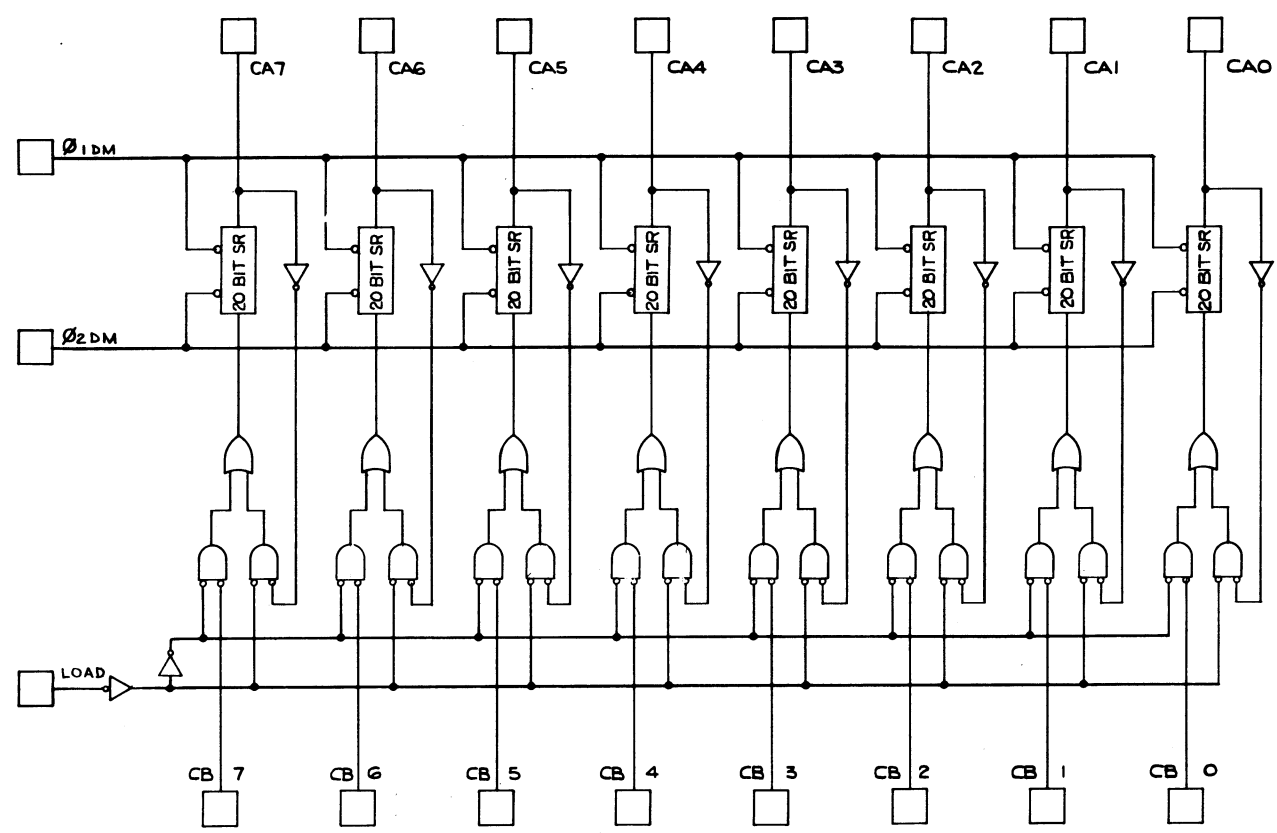 CA7 CA6 CA5 CA4 CA3 CA2 CA1 CA0
Ø1DM
20 BIT SR 20 BIT SR 20 BIT SR 20 BIT SR 20 BIT SR 20 BIT SR 20 BIT SR 20 BIT SR
Ø2DM
LOAD
CB 7 CB 6 CB 5 CB 4 CB 3 CB 2 CB 1 CB 0